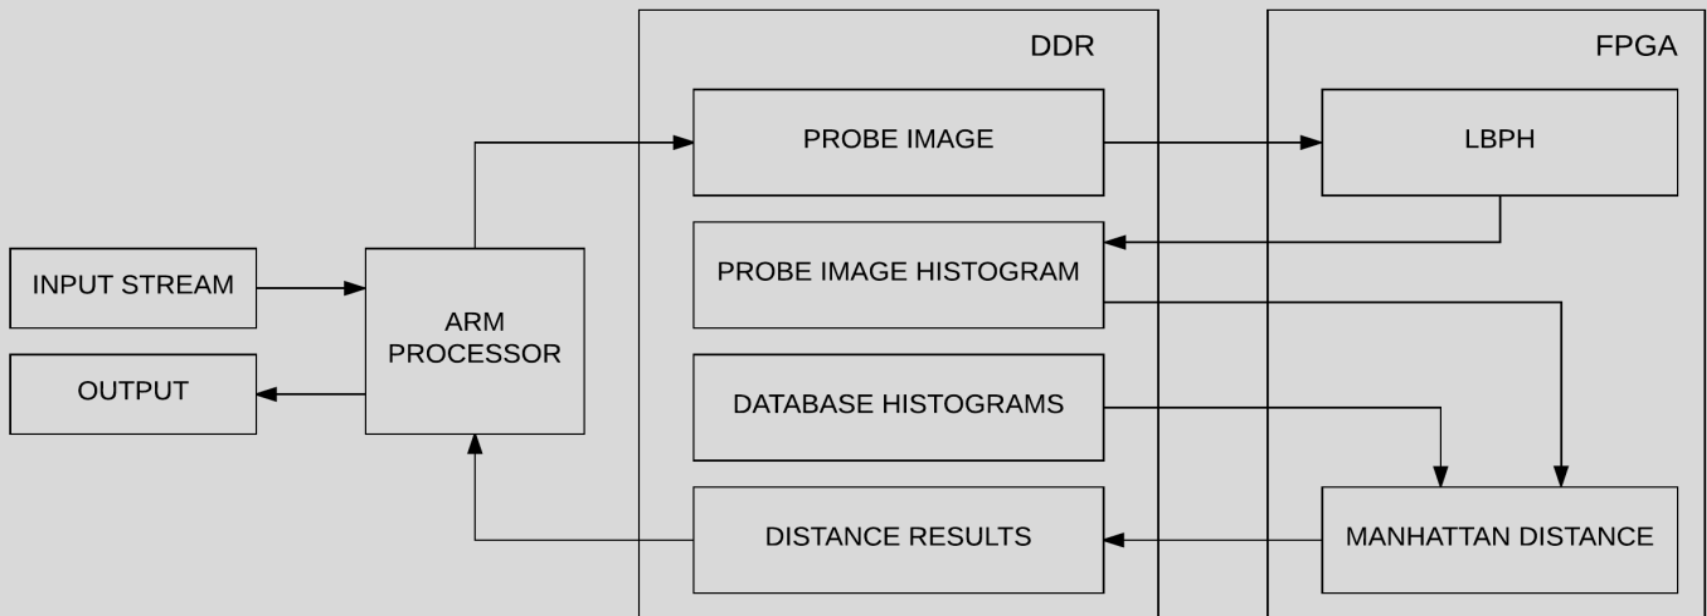 DDR
FPGA
PROBE IMAGE
LBPH
INPUT STREAM
PROBE IMAGE HISTOGRAM
ARM
PROCESSOR
OUTPUT
DATABASE HISTOGRAMS
DISTANCE RESULTS
MANHATTAN DISTANCE